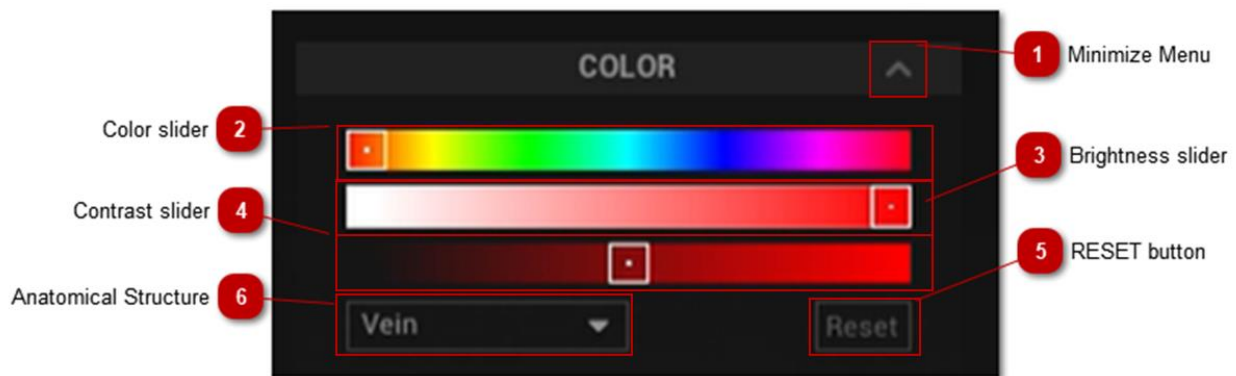 COLOR
1 Minimize Menu
Color slider 2
3 Brightness slider
Contrast slider 4
5 RESET button
Anatomical Structure 6
Vein
Reset